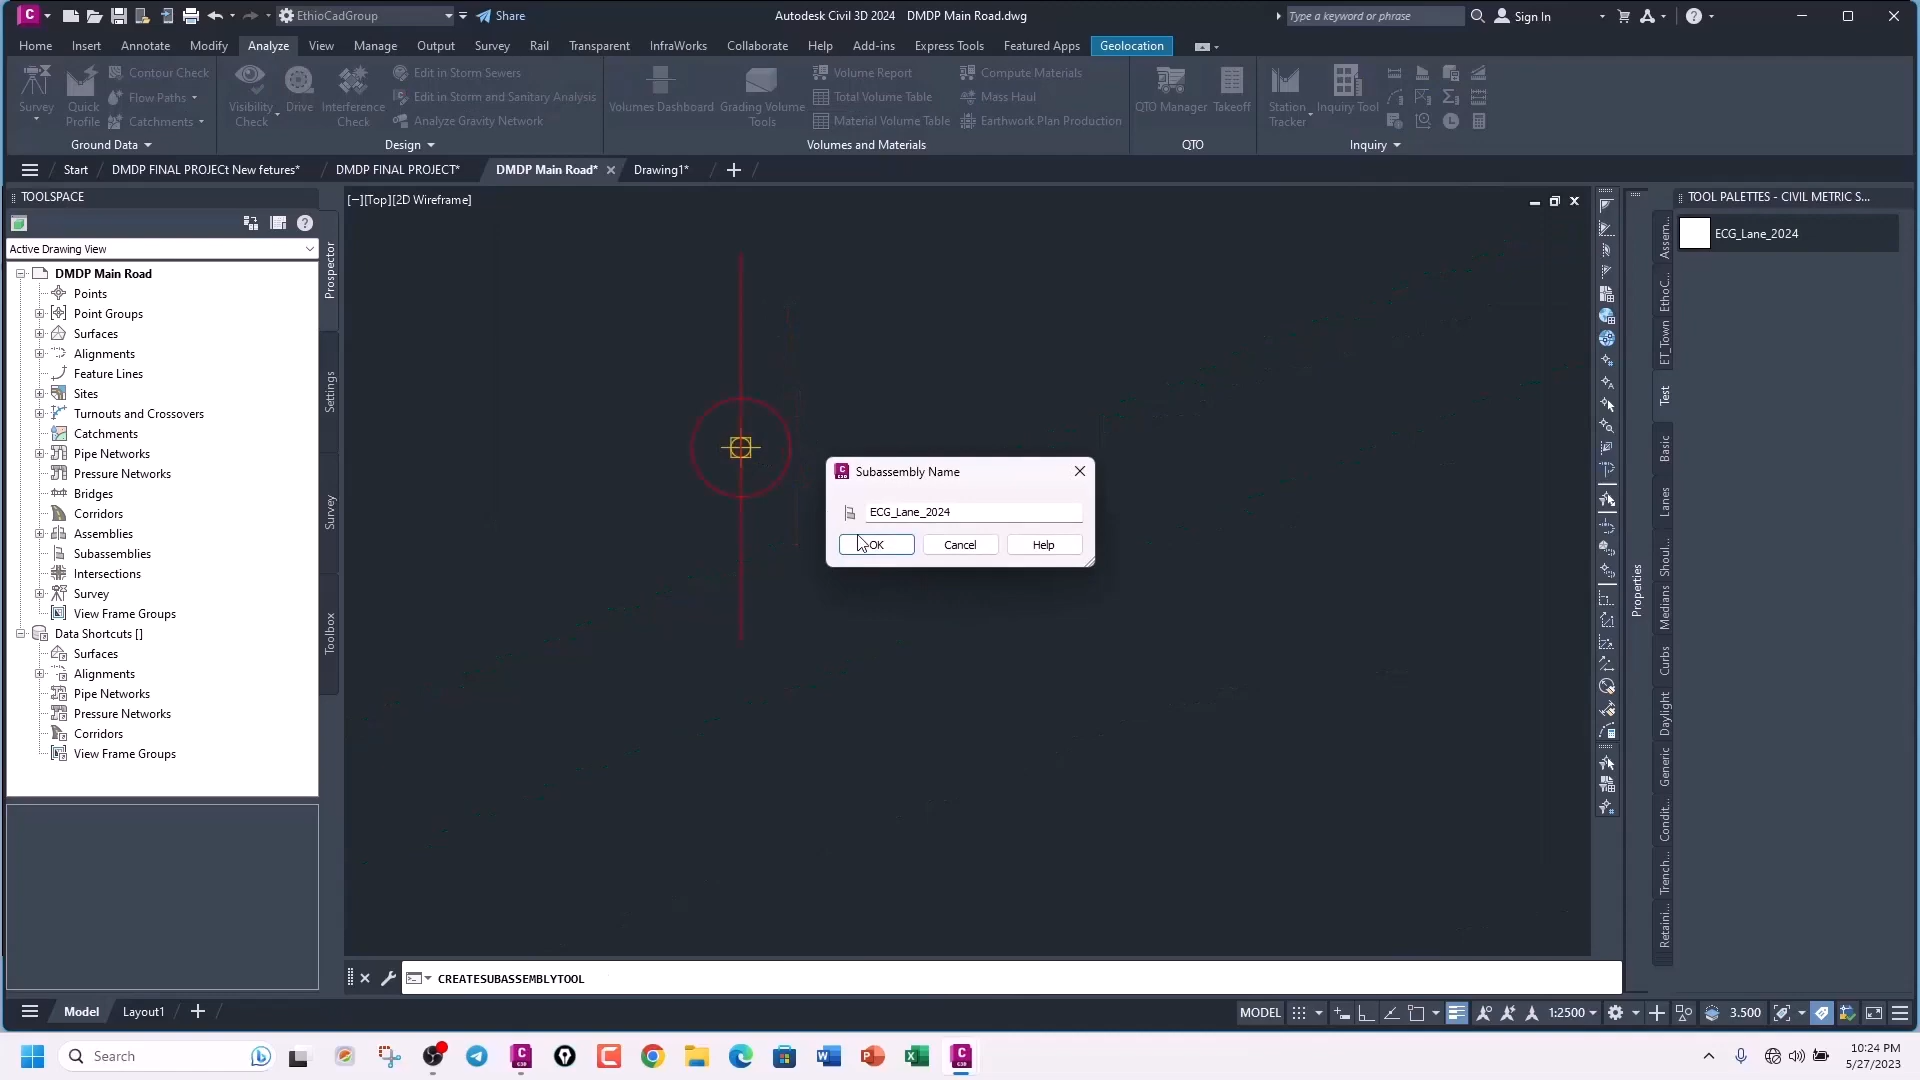 EthioCadGroup
Share
Autodesk Civil 3D 2024 DMDP Main Road.dwg
Type a keyword or phrase
Sign In
Home Insert Annotate Modify Analyze View Manage Output Survey Rail Transparent InfraWorks Collaborate Help Add-ins Express Tools Featured Apps Geolocation
Survey
Quick Profile
Contour Check
Flow Paths
Catchments
Ground Data
Visibility Check
Drive
Interference Check
Edit in Storm Sewers
Edit in Storm and Sanitary Analysis
Analyze Gravity Network
Design
Volumes Dashboard
Grading Volume Tools
Volume Report
Total Volume Table
Material Volume Table
Compute Materials
Mass Haul
Earthwork Plan Production
Volumes and Materials
QTO Manager
Takeoff
QTO
Station Tracker
Inquiry Tool
Inquiry
Start
DMDP FINAL PROJECt New fetures*
DMDP FINAL PROJECT*
DMDP Main Road*
Drawing1*
TOOLSPACE
Active Drawing View
DMDP Main Road
Points
Point Groups
Surfaces
Alignments
Feature Lines
Sites
Turnouts and Crossovers
Catchments
Pipe Networks
Pressure Networks
Bridges
Corridors
Assemblies
Subassemblies
Intersections
Survey
View Frame Groups
Data Shortcuts []
Surfaces
Alignments
Pipe Networks
Pressure Networks
Corridors
View Frame Groups
Prospector
Settings
Survey
Toolbox
[−][Top][2D Wireframe]
Subassembly Name
ECG_Lane_2024
OK
Cancel
Help
CREATESUBASSEMBLYTOOL
Properties
TOOL PALETTES - CIVIL METRIC S...
ECG_Lane_2024
Assem...
EthoC...
ET_Town
Test
Basic
Lanes
Shoul...
Medians
Curbs
Daylight
Generic
Condit...
Trench...
Retaini...
Model
Layout1
MODEL
1:2500
3.500
Search
10:24 PM
5/27/2023